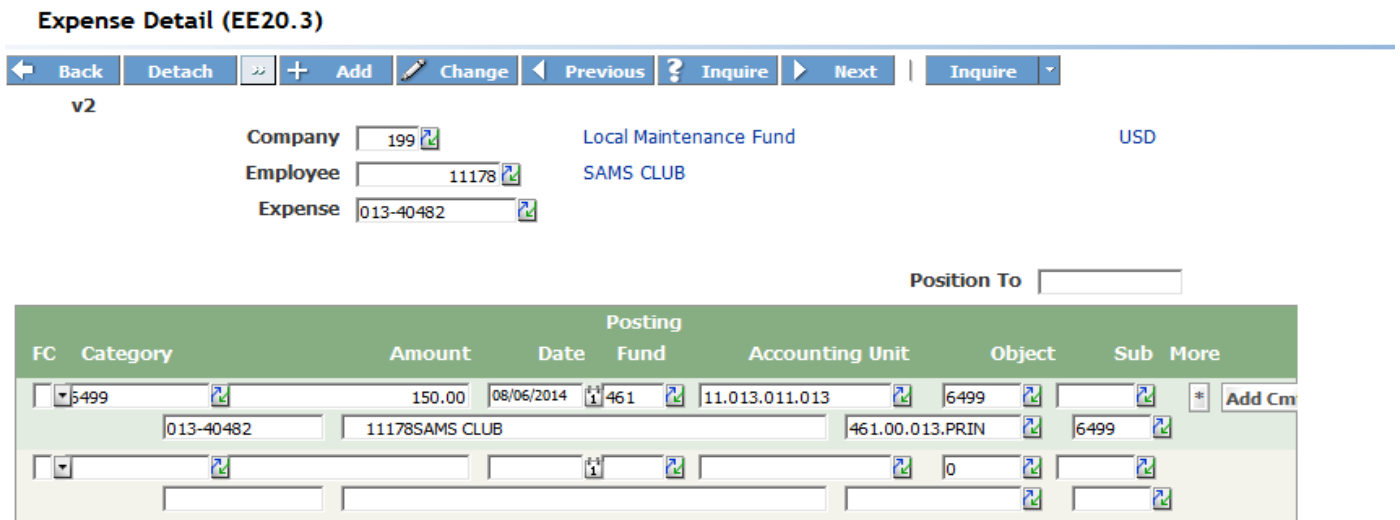 Expense Detail (EE20.3)
Back Detach » + Add Change Previous ? Inquire Next | Inquire
v2
Company 199 Local Maintenance Fund USD
Employee 11178 SAMS CLUB
Expense 013-40482
Position To
Posting
FC Category Amount Date Fund Accounting Unit Object Sub More
6499 150.00 08/06/2014 1 461 11.013.011.013 6499 * Add Cm
013-40482 11178SAMS CLUB 461.00.013.PRIN 6499
1 0